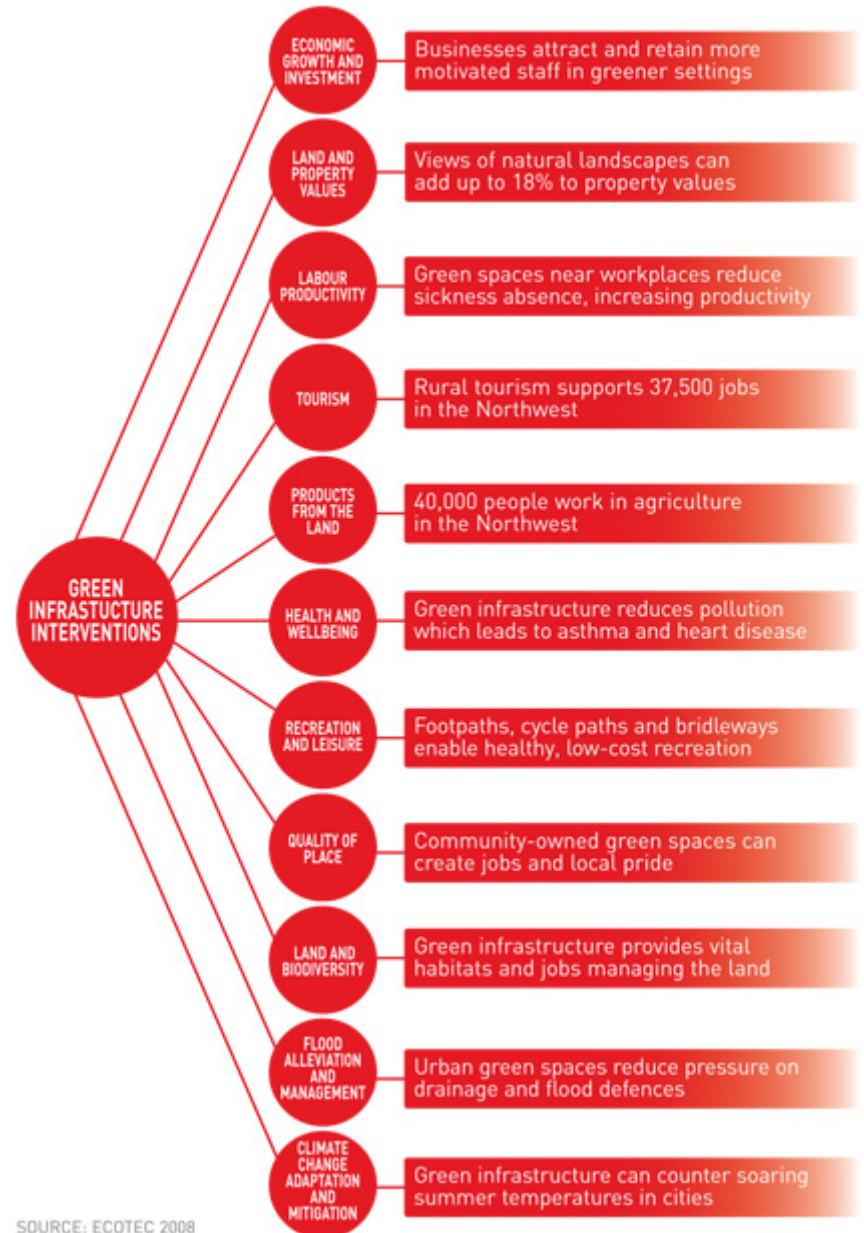 ECONOMIC
GROWTH AND
INVESTMENT
Businesses attract and retain more
motivated staff in greener settings
LAND AND
PROPERTY
VALUES
Views of natural landscapes can
add up to 18% to property values
LABOUR
PRODUCTIVITY
Green spaces near workplaces reduce
sickness absence, increasing productivity
TOURISM
Rural tourism supports 37,500 jobs
in the Northwest
PRODUCTS
FROM THE
LAND
40,000 people work in agriculture
in the Northwest
GREEN
INFRASTUCTURE
INTERVENTIONS
HEALTH AND
WELLBEING
Green infrastructure reduces pollution
which leads to asthma and heart disease
RECREATION
AND LEISURE
Footpaths, cycle paths and bridleways
enable healthy, low-cost recreation
QUALITY OF
PLACE
Community-owned green spaces can
create jobs and local pride
LAND AND
BIODIVERSITY
Green infrastructure provides vital
habitats and jobs managing the land
FLOOD
ALLEVIATION
AND
MANAGEMENT
Urban green spaces reduce pressure on
drainage and flood defences
CLIMATE
CHANGE
ADAPTATION
AND
MITIGATION
Green infrastructure can counter soaring
summer temperatures in cities
SOURCE: ECOTEC 2008